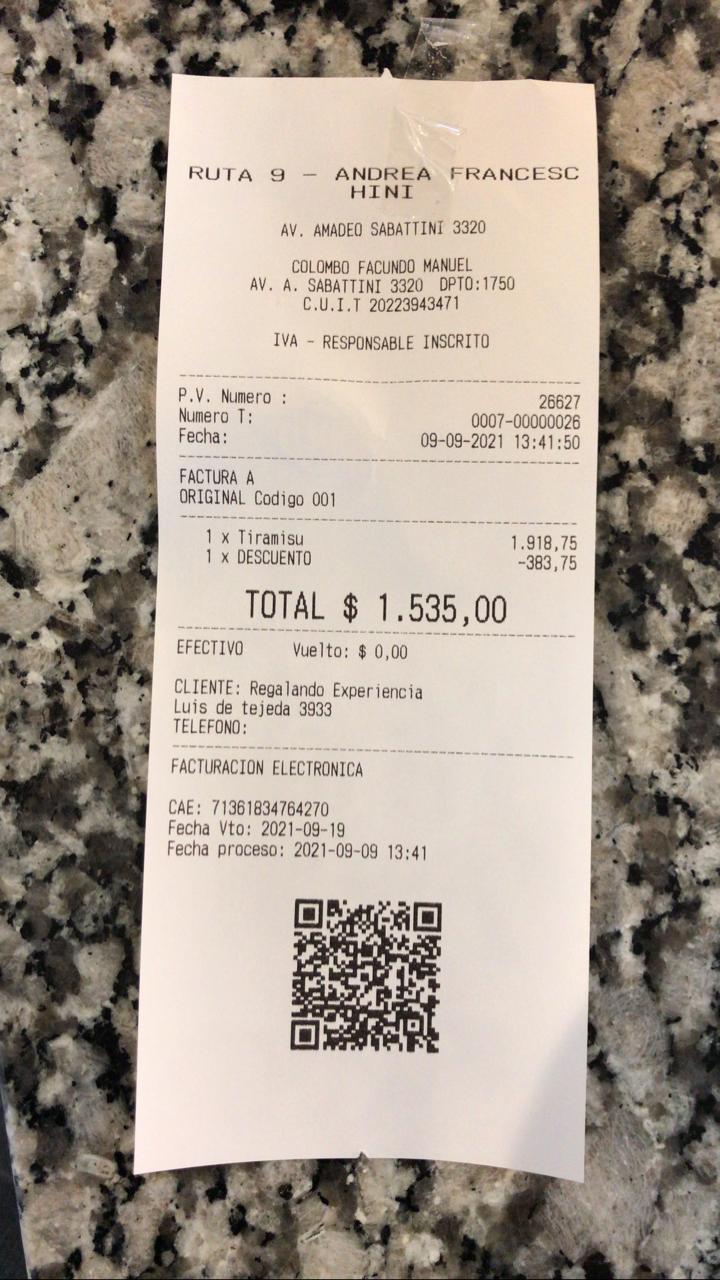 RUTA 9 - ANDREA FRANCESC
HINI
AV. AMADEO SABATTINI 3320
COLOMBO FACUNDO MANUEL
AV. A. SABATTINI 3320 DPTO:1750
C.U.I.T 20223943471
IVA - RESPONSABLE INSCRITO
P.V. Numero : 26627
Numero T: 0007-00000026
Fecha: 09-09-2021 13:41:50
FACTURA A
ORIGINAL Codigo 001
1 x Tiramisu 1.918,75
1 x DESCUENTO -383,75
TOTAL $ 1.535,00
EFECTIVO Vuelto: $ 0,00
CLIENTE: Regalando Experiencia
Luis de tejeda 3933
TELEFONO:
FACTURACION ELECTRONICA
CAE: 71361834764270
Fecha Vto: 2021-09-19
Fecha proceso: 2021-09-09 13:41